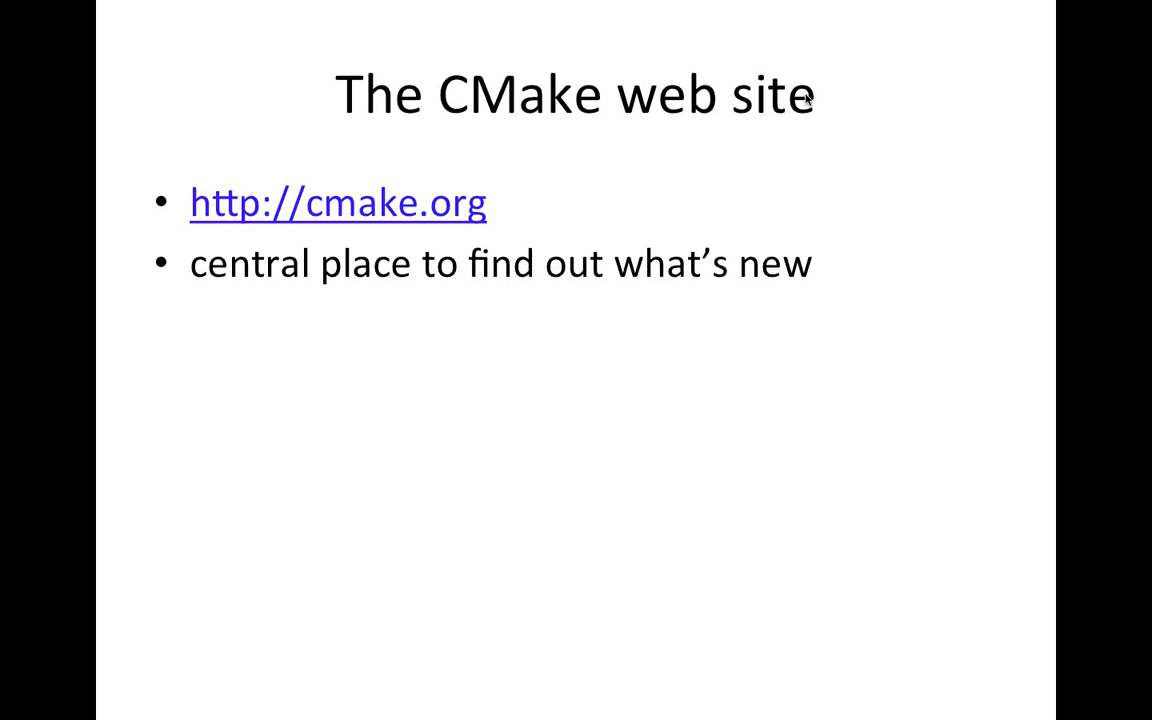 The CMake web site
• http://cmake.org
• central place to find out what’s new